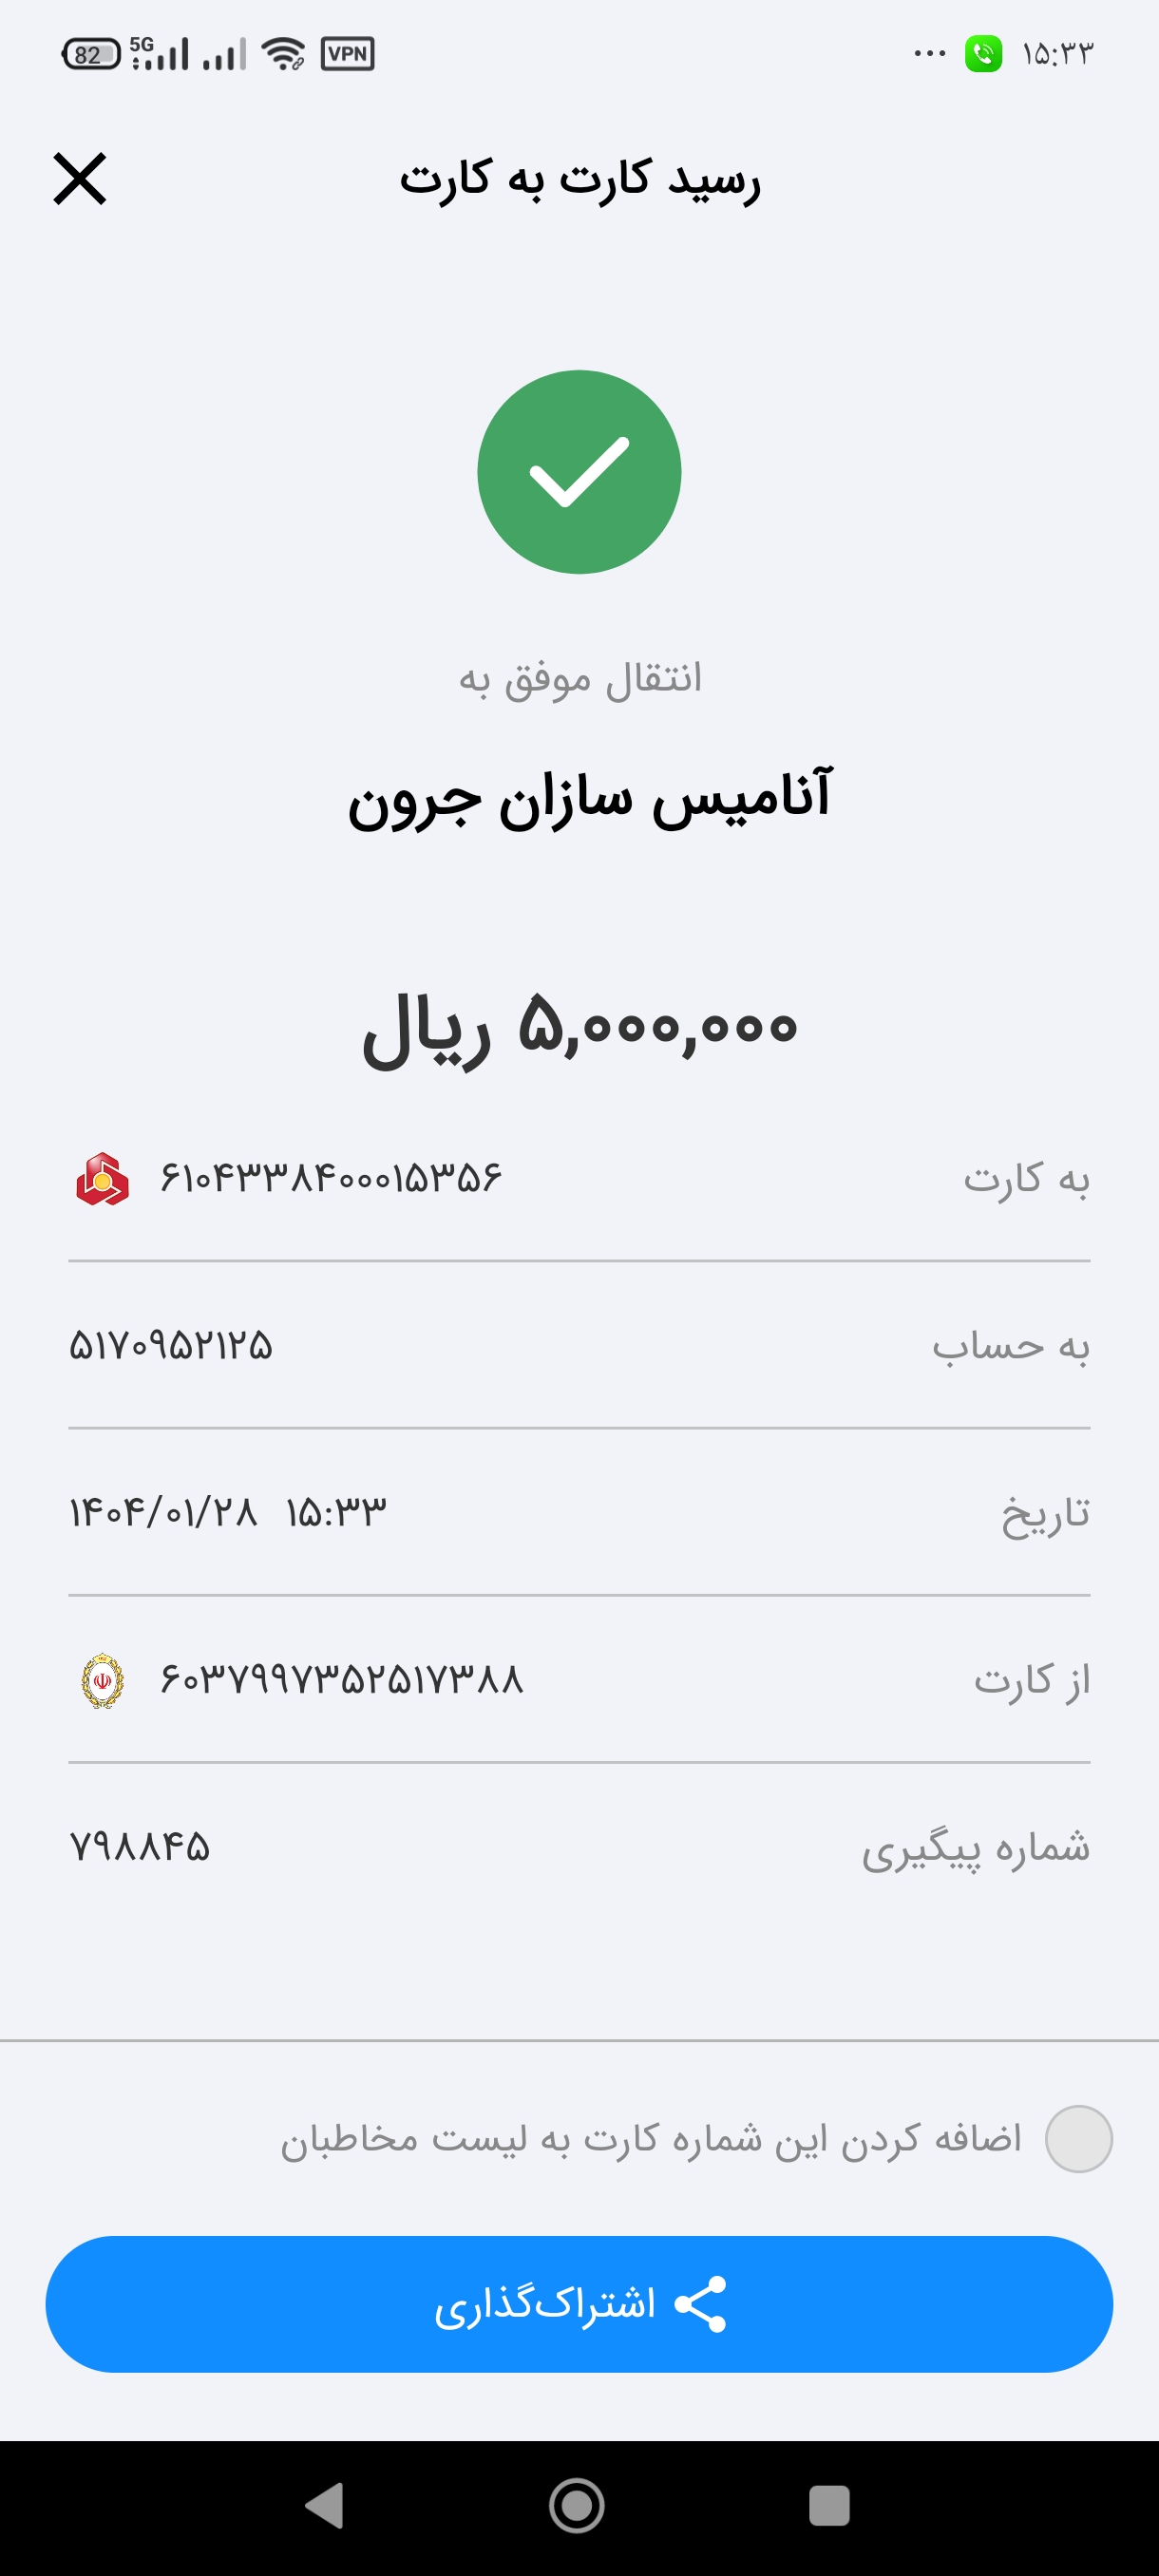 82 5G VPN ... ۱۵:۳۳
رسید کارت به کارت
انتقال موفق به
آنامیس سازان جرون
۵,۰۰۰,۰۰۰ ریال
به کارت ۶۱۰۴۳۳۸۴۰۰۰۱۵۳۵۶
به حساب ۵۱۷۰۹۵۲۱۲۵
تاریخ ۱۴۰۴/۰۱/۲۸ ۱۵:۳۳
از کارت ۶۰۳۷۹۹۷۳۵۲۵۱۷۳۸۸
شماره پیگیری ۷۹۸۸۴۵
اضافه کردن این شماره کارت به لیست مخاطبان
اشتراک‌گذاری